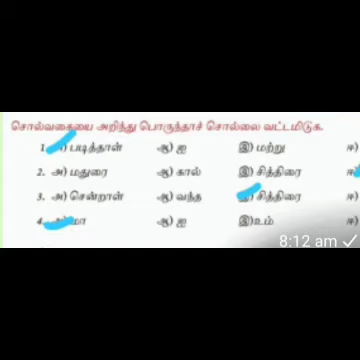 சொல்வகையை அறிந்து பொருந்தாச் சொல்லை வட்டமிடுக.
1. அ) படித்தாள் ஆ) ஐ இ) மற்று ஈ)
2. அ) மதுரை ஆ) கால் இ) சித்திரை ஈ)
3. அ) சென்றாள் ஆ) வந்த இ) சித்திரை ஈ)
4. அ) மா ஆ) ஐ இ) உம் ஈ)
8:12 am